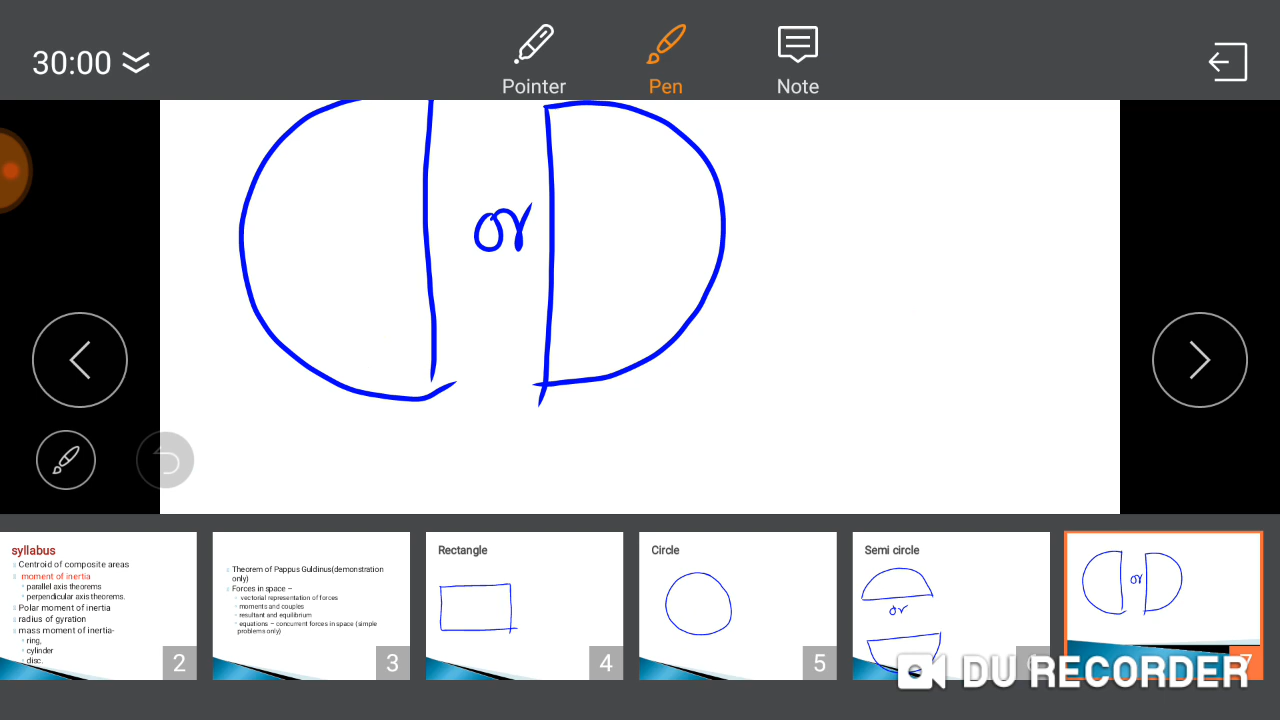 30:00
Pointer
Pen
Note
or
syllabus
Centroid of composite areas
moment of inertia
parallel axis theorems
perpendicular axis theorems.
Polar moment of inertia
radius of gyration
mass moment of inertia-
ring,
cylinder
disc.
2
Theorem of Pappus Guldinus(demonstration
only)
Forces in space –
vectorial representation of forces
moments and couples
resultant and equilibrium
equations – concurrent forces in space (simple
problems only)
3
Rectangle
4
Circle
5
Semi circle
or
or
7
DU RECORDER